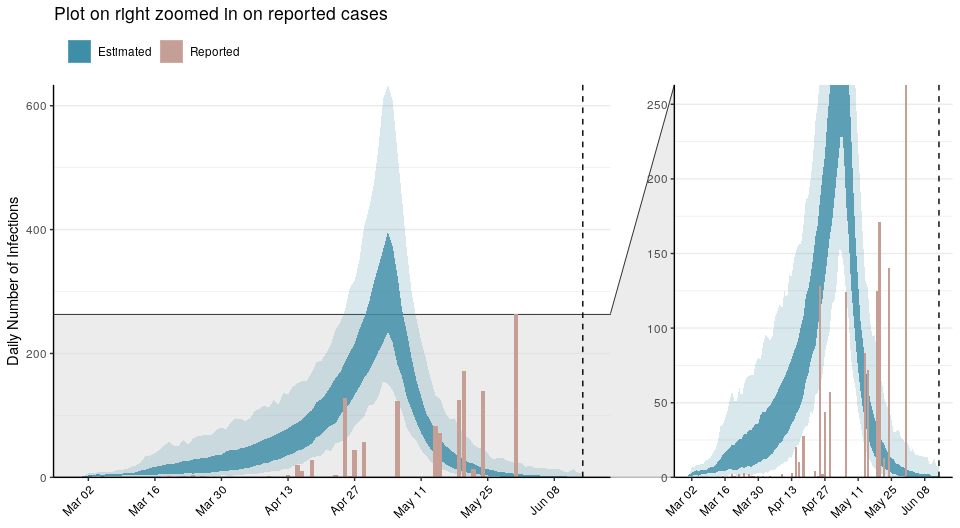 Plot on right zoomed in on reported cases
Estimated
Reported
Daily Number of Infections
600
400
200
0
Mar 02
Mar 16
Mar 30
Apr 13
Apr 27
May 11
May 25
Jun 08
250
200
150
100
50
0
Mar 02
Mar 16
Mar 30
Apr 13
Apr 27
May 11
May 25
Jun 08